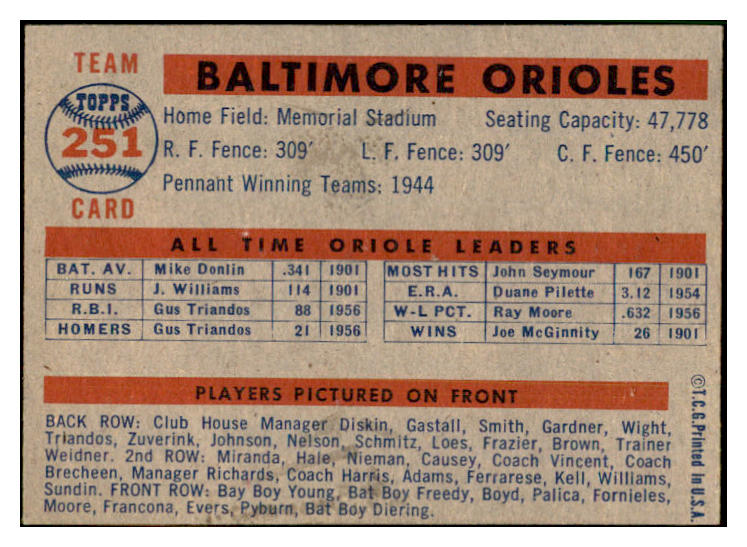 TEAM
TOPPS
251
CARD
BALTIMORE ORIOLES
Home Field: Memorial Stadium Seating Capacity: 47,778
R. F. Fence: 309′ L. F. Fence: 309′ C. F. Fence: 450′
Pennant Winning Teams: 1944
ALL TIME ORIOLE LEADERS
BAT. AV. Mike Donlin .341 1901
RUNS J. Williams 114 1901
R.B.I. Gus Triandos 88 1956
HOMERS Gus Triandos 21 1956
MOST HITS John Seymour 167 1901
E.R.A. Duane Pilette 3.12 1954
W-L PCT. Ray Moore .632 1956
WINS Joe McGinnity 26 1901
PLAYERS PICTURED ON FRONT
BACK ROW: Club House Manager Diskin, Gastall, Smith, Gardner, Wight,
Triandos, Zuverink, Johnson, Nelson, Schmitz, Loes, Frazier, Brown, Trainer
Weidner. 2nd ROW: Miranda, Hale, Nieman, Causey, Coach Vincent, Coach
Brecheen, Manager Richards, Coach Harris, Adams, Ferrarese, Kell, Williams,
Sundin. FRONT ROW: Bay Boy Young, Bat Boy Freedy, Boyd, Palica, Fornieles,
Moore, Francona, Evers, Pyburn, Bat Boy Diering.
©T.C.G. Printed In U.S.A.